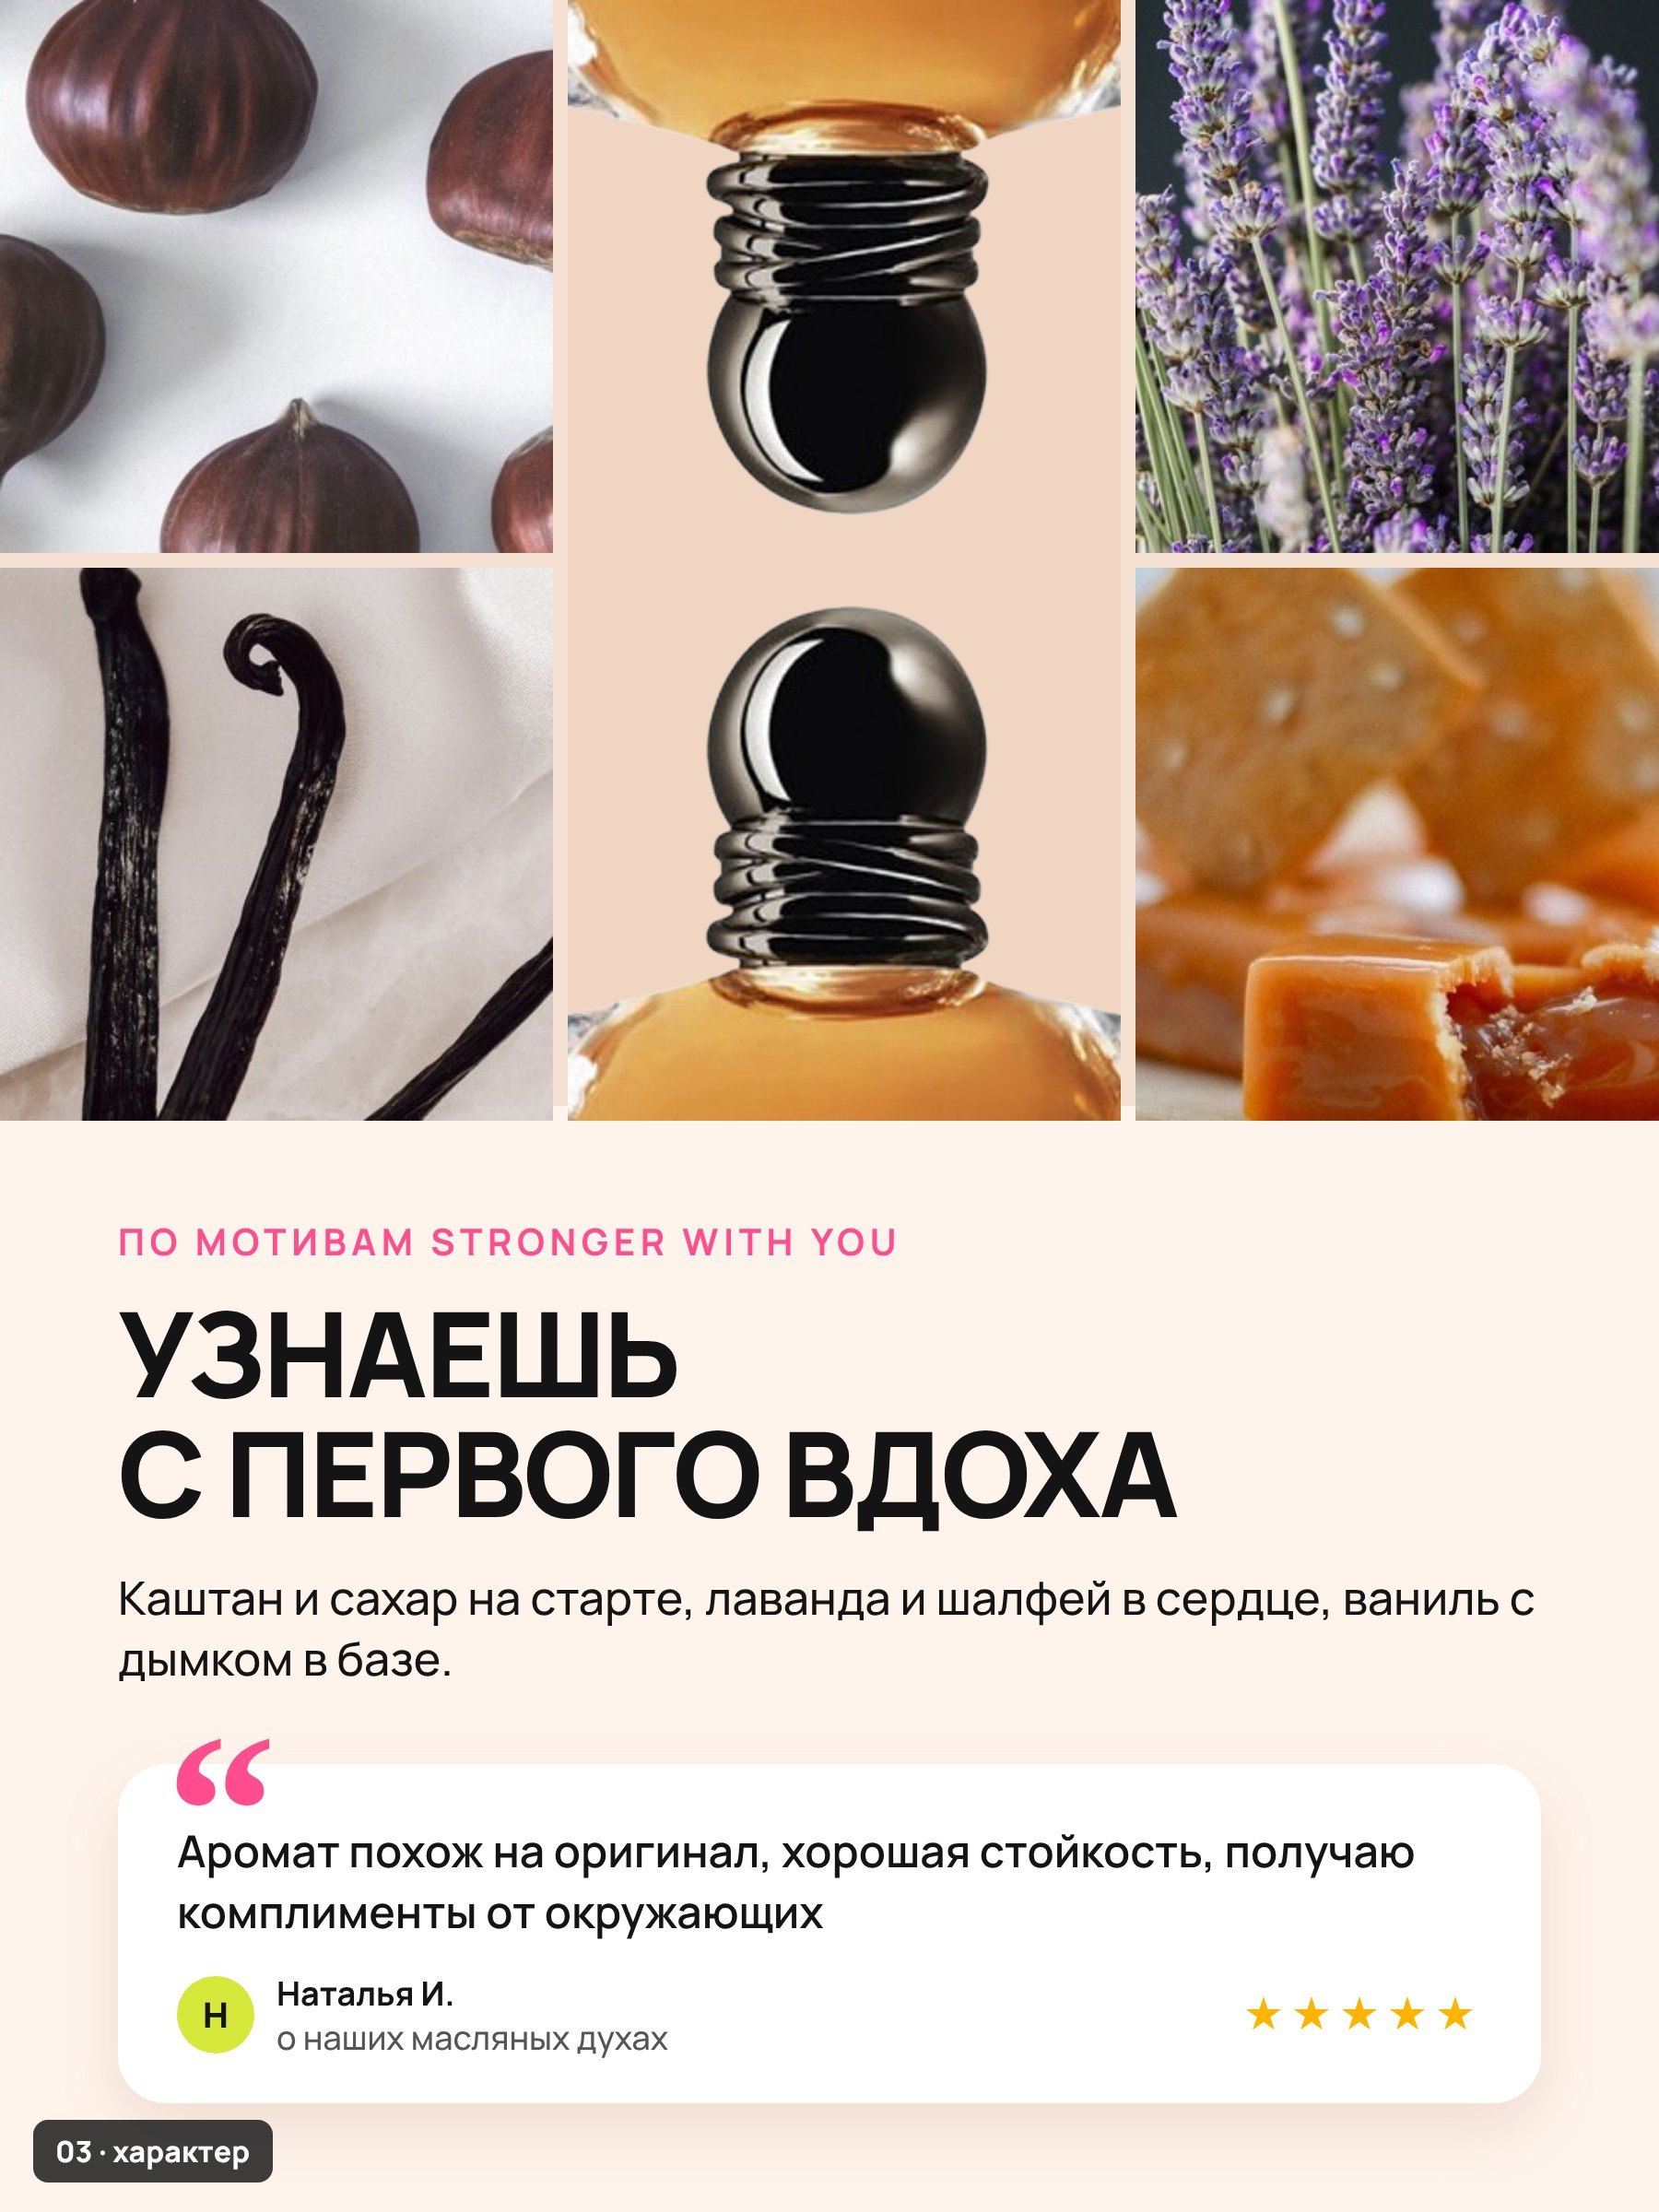 ПО МОТИВАМ STRONGER WITH YOU
УЗНАЕШЬ
С ПЕРВОГО ВДОХА
Каштан и сахар на старте, лаванда и шалфей в сердце, ваниль с
дымком в базе.
“
Аромат похож на оригинал, хорошая стойкость, получаю
комплименты от окружающих
Н
Наталья И.
о наших масляных духах
★★★★★
03 · характер